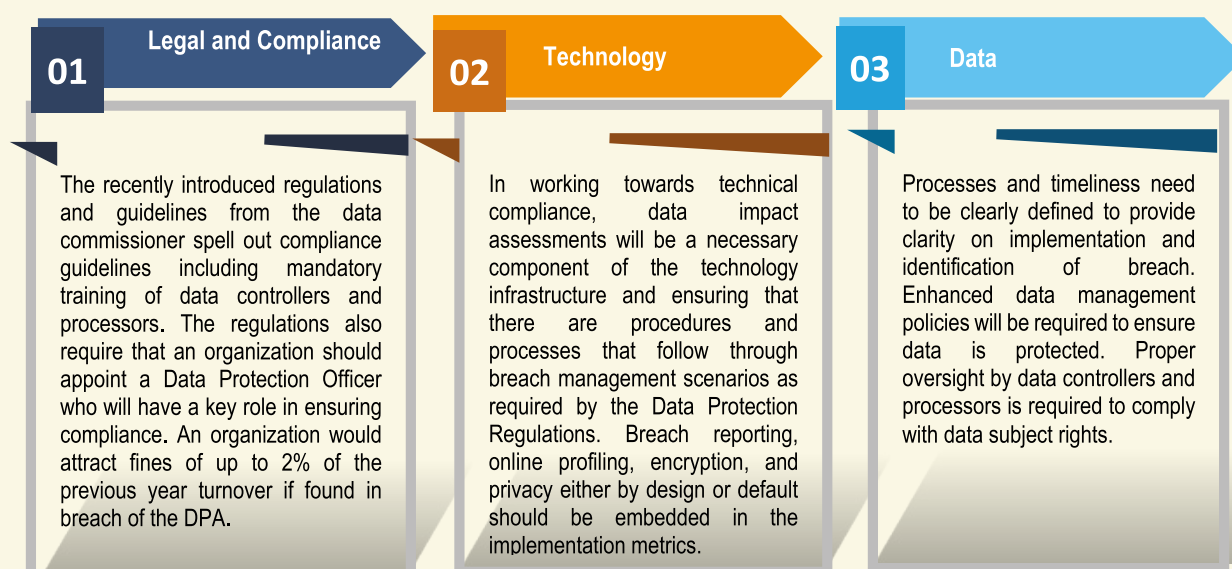 01
Legal and Compliance
The recently introduced regulations
and guidelines from the data
commissioner spell out compliance
guidelines including mandatory
training of data controllers and
processors. The regulations also
require that an organization should
appoint a Data Protection Officer
who will have a key role in ensuring
compliance. An organization would
attract fines of up to 2% of the
previous year turnover if found in
breach of the DPA.
02
Technology
In working towards technical
compliance, data impact
assessments will be a necessary
component of the technology
infrastructure and ensuring that
there are procedures and
processes that follow through
breach management scenarios as
required by the Data Protection
Regulations. Breach reporting,
online profiling, encryption, and
privacy either by design or default
should be embedded in the
implementation metrics.
03
Data
Processes and timeliness need
to be clearly defined to provide
clarity on implementation and
identification of breach.
Enhanced data management
policies will be required to ensure
data is protected. Proper
oversight by data controllers and
processors is required to comply
with data subject rights.